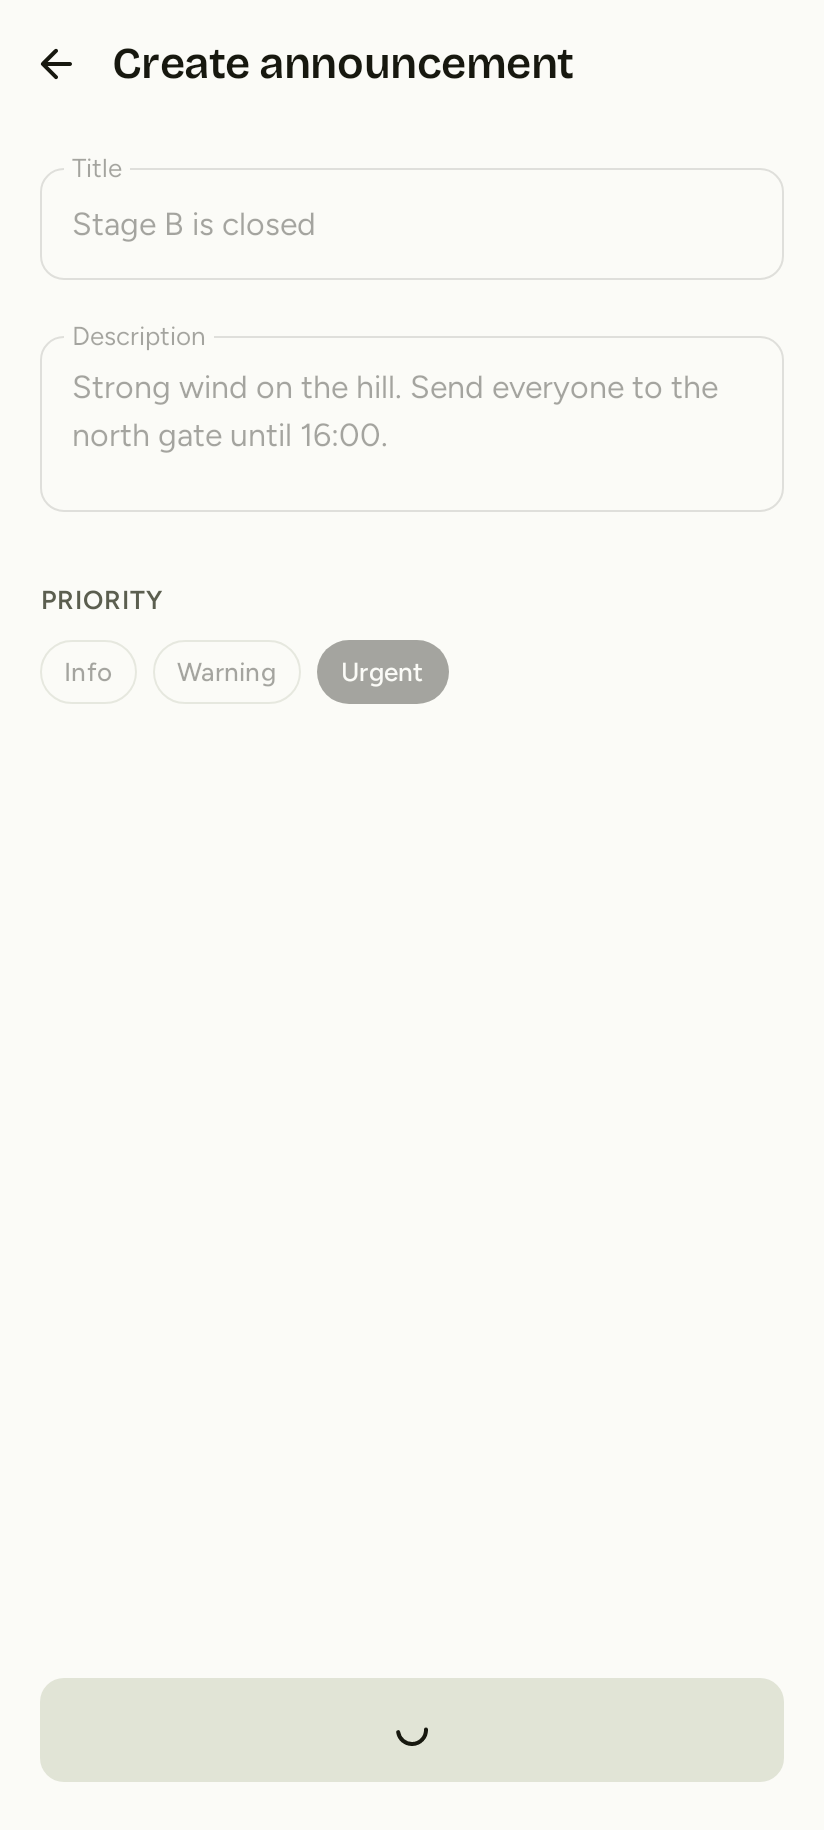 Create announcement
Title
Stage B is closed
Description
Strong wind on the hill. Send everyone to the
north gate until 16:00.
PRIORITY
Info
Warning
Urgent